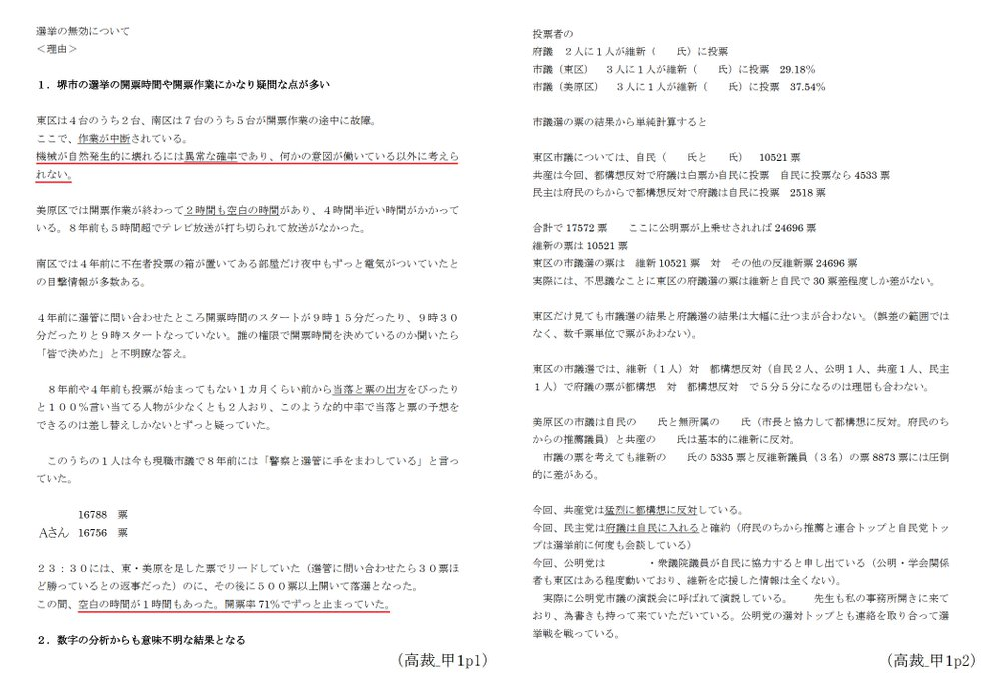 選挙の無効について
＜理由＞
１．堺市の選挙の開票時間や開票作業にかなり疑問な点が多い
東区は４台のうち２台、南区は７台のうち５台が開票作業の途中に故障。
ここで、作業が中断されている。
機械が自然発生的に壊れるには異常な確率であり、何かの意図が働いている以外に考えら
れない。
美原区では開票作業が終わって２時間も空白の時間があり、４時間半近い時間がかかって
いる。８年前も５時間超でテレビ放送が打ち切られて放送がなかった。
南区では４年前に不在者投票の箱が置いてある部屋だけ夜中もずっと電気がついていたと
の目撃情報が多数ある。
４年前に選管に問い合わせたところ開票時間のスタートが９時１５分だったり、９時３０
分だったりと９時スタートなっていない。誰の権限で開票時間を決めているのか聞いたら
「皆で決めた」と不明瞭な答え。
８年前や４年前も投票が始まってもない１カ月くらい前から当落と票の出方をぴったり
と１００％言い当てる人物が少なくとも２人おり、このような的中率で当落と票の予想を
できるのは差し替えしかないとずっと疑っていた。
このうちの１人は今も現職市議で８年前には「警察と選管に手をまわしている」と言っ
ていた。
16788 票
Aさん 16756 票
２３：３０には、東・美原を足した票でリードしていた（選管に問い合わせたら３０票ほ
ど勝っているとの返事だった）のに、その後に５００票以上開いて落選となった。
この間、空白の時間が１時間もあった。開票率 71%でずっと止まっていた。
２．数字の分析からも意味不明な結果となる
（高裁_甲1p1）
投票者の
府議 ２人に１人が維新（ 氏）に投票
市議（東区） ３人に１人が維新（ 氏）に投票 29.18%
市議（美原区） ３人に１人が維新（ 氏）に投票 37.54%
市議選の票の結果から単純計算すると
東区市議については、自民（ 氏と 氏） 10521 票
共産は今回、都構想反対で府議は白票か自民に投票 自民に投票なら 4533 票
民主は府民のちからで都構想反対で府議は自民に投票 2518 票
合計で 17572 票 ここに公明票が上乗せされれば 24696 票
維新の票は 10521 票
東区の市議選の票は 維新 10521 票 対 その他の反維新票 24696 票
実際には、不思議なことに東区の府議選の票は維新と自民で 30 票差程度しか差がない。
東区だけ見ても市議選の結果と府議選の結果は大幅に辻つまが合わない。（誤差の範囲では
なく、数千票単位で票があわない）。
東区の市議選では、維新（１人）対 都構想反対（自民２人、公明１人、共産１人、民主
１人）で府議の票が都構想 対 都構想反対 で５分５分になるのは理屈も合わない。
美原区の市議は自民の 氏と無所属の 氏（市長と協力して都構想に反対。府民のち
からの推薦議員）と共産の 氏は基本的に維新に反対。
市議の票を考えても維新の 氏の 5335 票と反維新議員（３名）の票 8873 票には圧倒
的に差がある。
今回、共産党は猛烈に都構想に反対している。
今回、民主党は府議は自民に入れると確約（府民のちから推薦と連合トップと自民党トッ
プは選挙前に何度も会談している）
今回、公明党は ・衆議院議員が自民に協力すると申し出ている（公明・学会関係
者も東区はある程度動いており、維新を応援した情報は全くない）。
実際に公明党市議の演説会に呼ばれて演説している。 先生も私の事務所開きに来て
おり、為書きも持って来ていただいている。公明党の選対トップとも連絡を取り合って選
挙戦を戦っている。
（高裁_甲1p2）